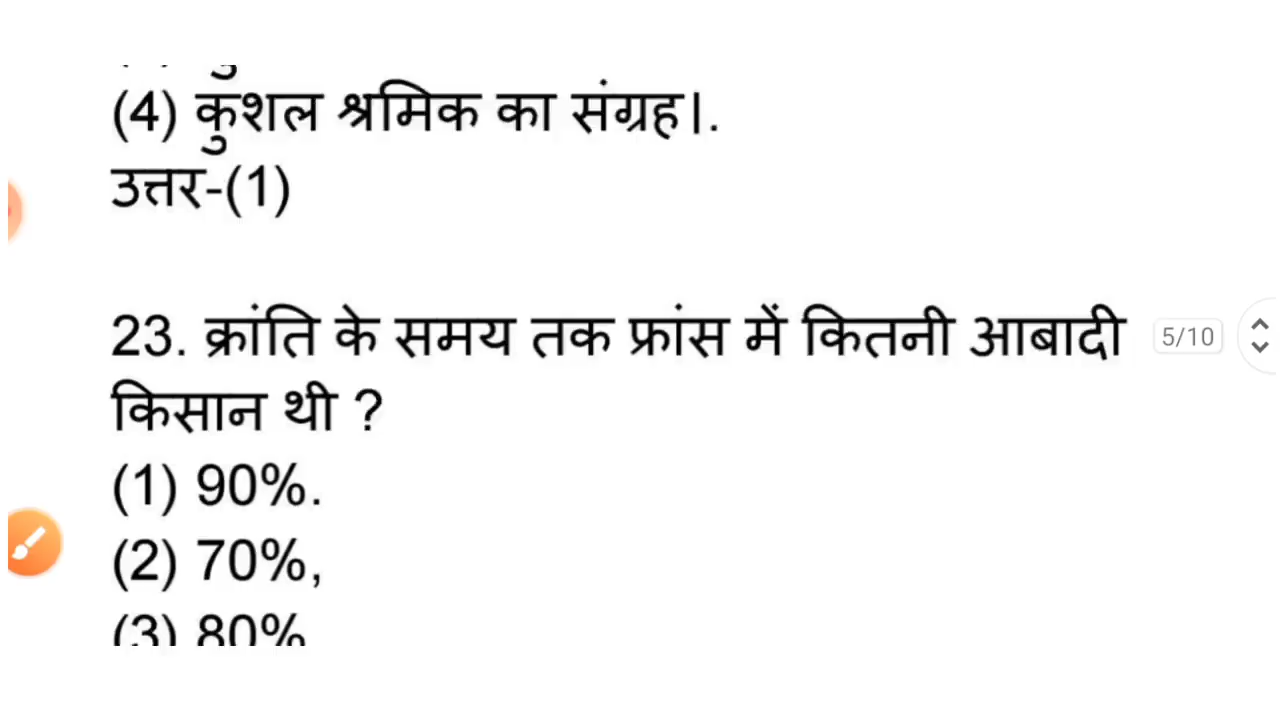 (4) कुशल श्रमिक का संग्रह।.
उत्तर-(1)
23. क्रांति के समय तक फ्रांस में कितनी आबादी
किसान थी ?
(1) 90%.
(2) 70%,
(3) 80%
5/10